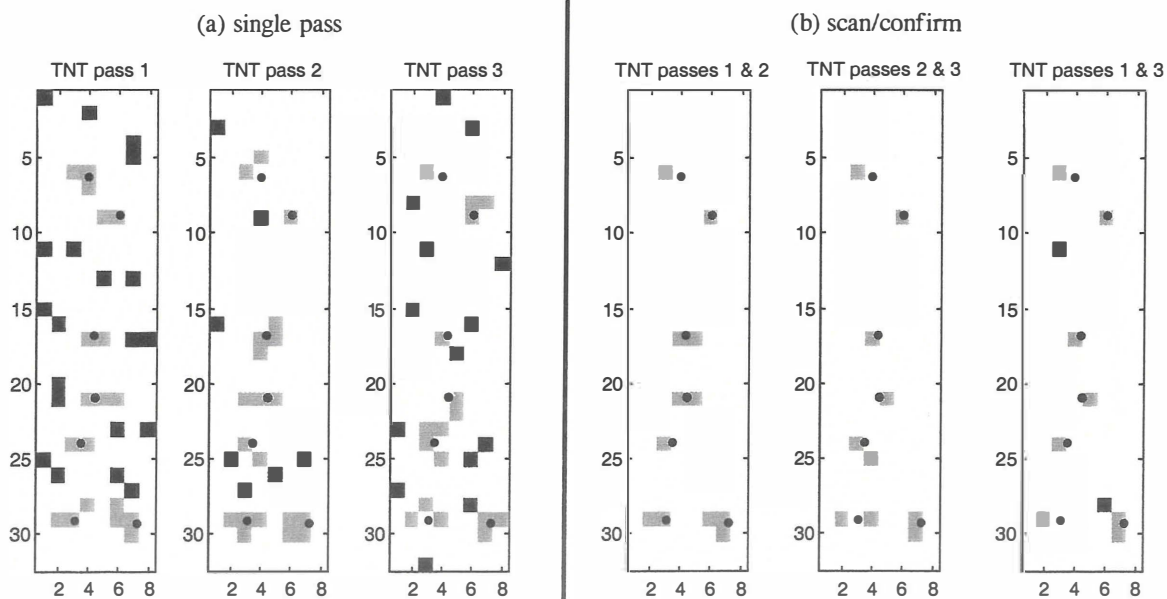 (a) single pass
(b) scan/confirm
TNT pass 1
TNT pass 2
TNT pass 3
TNT passes 1 & 2
TNT passes 2 & 3
TNT passes 1 & 3
5 5 5 5 5 5
10 10 10 10 10 10
15 15 15 15 15 15
20 20 20 20 20 20
25 25 25 25 25 25
30 30 30 30 30 30
2 4 6 8 2 4 6 8 2 4 6 8 2 4 6 8 2 4 6 8 2 4 6 8